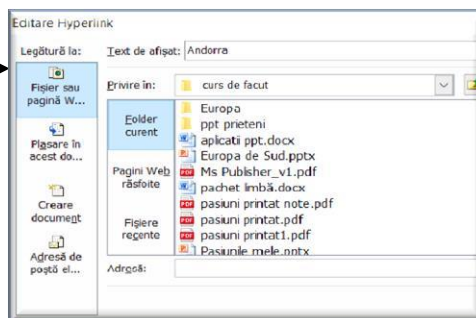 Editare Hyperlink
Legătură la:
Text de afișat: Andorra
Fișier sau
pagină W...
Plasare în
acest do...
Creare
document
Adresă de
poștă el...
Privire în: curs de facut
Folder
curent
Pagini Web
răsfoite
Fișiere
recente
Europa
ppt prieteni
aplicatii ppt.docx
Europa de Sud.pptx
Ms Publsher_v1.pdf
pachet limbă.docx
pasiuni printat note.pdf
pasiuni printat.pdf
pasiuni printat1.pdf
Pasiunile mele.pptx
Adresă: